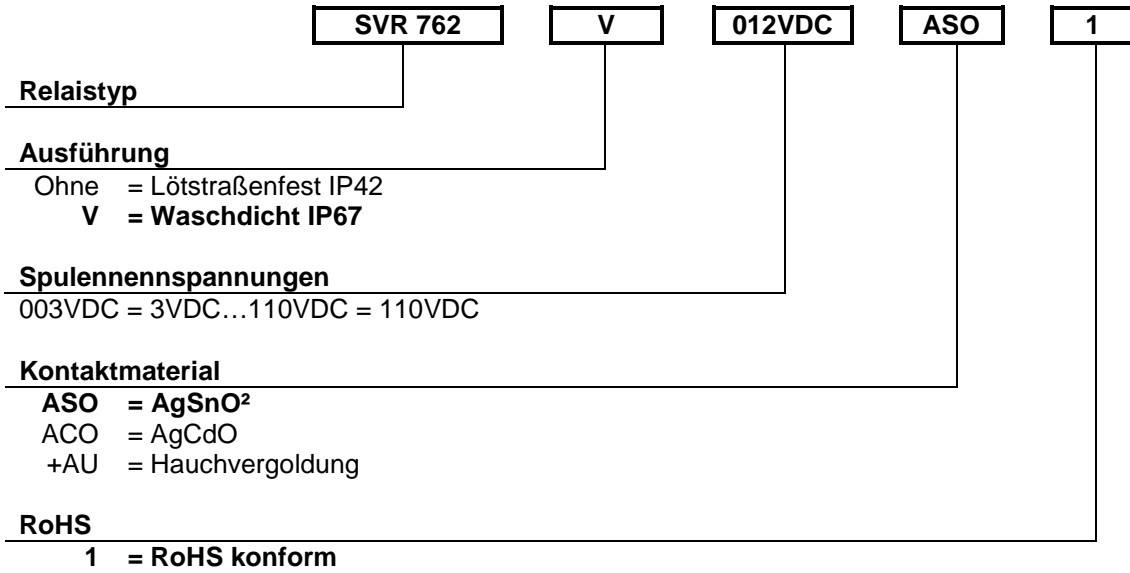 SVR 762 V 012VDC ASO 1
Relaistyp
Ausführung
Ohne = Lötstraßenfest IP42
V = Waschdicht IP67
Spulennennspannungen
003VDC = 3VDC…110VDC = 110VDC
Kontaktmaterial
ASO = AgSnO²
ACO = AgCdO
+AU = Hauchvergoldung
RoHS
1 = RoHS konform